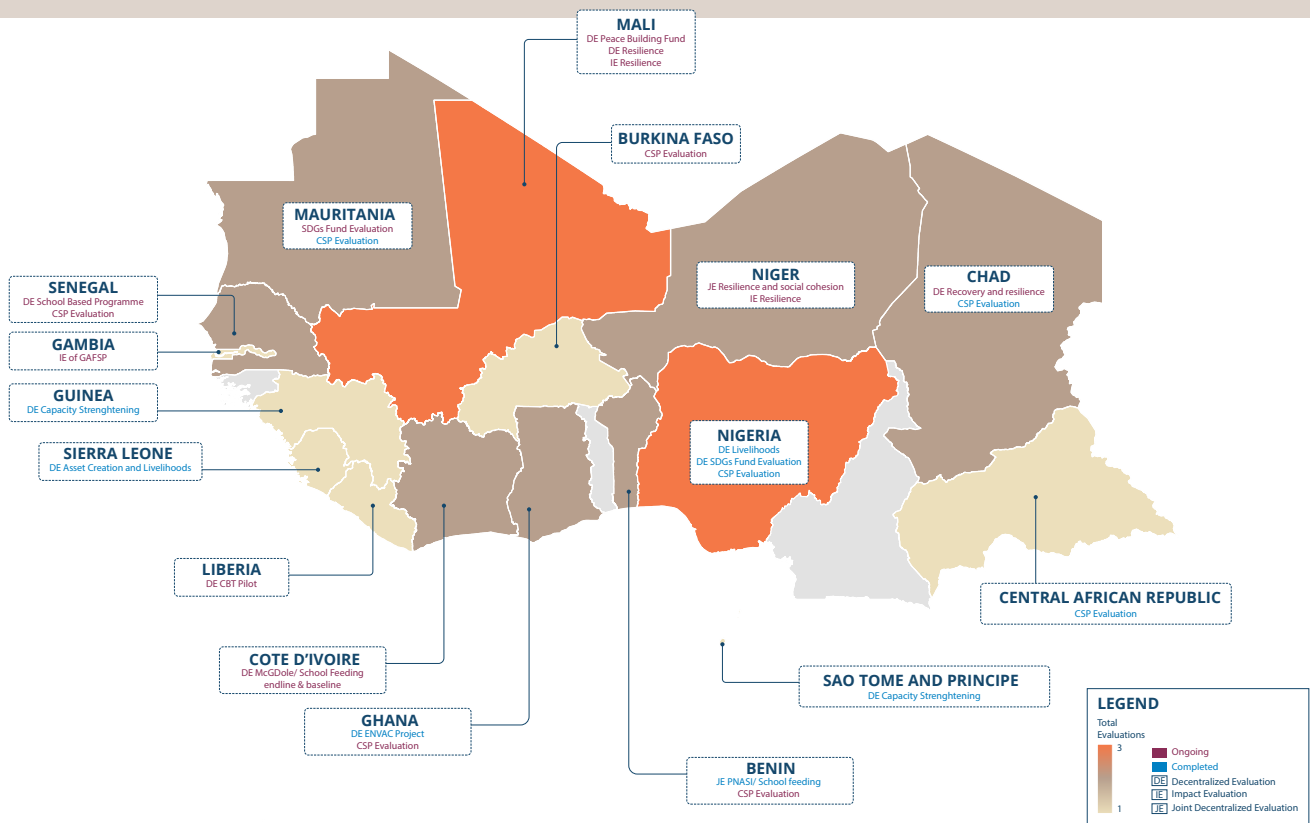 MALI
DE Peace Building Fund
DE Resilience
IE Resilience
BURKINA FASO
CSP Evaluation
MAURITANIA
SDGs Fund Evaluation
CSP Evaluation
NIGER
JE Resilience and social cohesion
IE Resilience
CHAD
DE Recovery and resilience
CSP Evaluation
SENEGAL
DE School Based Programme
CSP Evaluation
GAMBIA
IE of GAFSP
GUINEA
DE Capacity Strenghtening
SIERRA LEONE
DE Asset Creation and Livelihoods
NIGERIA
DE Livelihoods
DE SDGs Fund Evaluation
CSP Evaluation
LIBERIA
DE CBT Pilot
CENTRAL AFRICAN REPUBLIC
CSP Evaluation
COTE D'IVOIRE
DE McGDole/ School Feeding
endline & baseline
SAO TOME AND PRINCIPE
DE Capacity Strenghtening
GHANA
DE ENVAC Project
CSP Evaluation
BENIN
JE PNASI/ School feeding
CSP Evaluation
LEGEND
Total
Evaluations
3
1
Ongoing
Completed
DE Decentralized Evaluation
IE Impact Evaluation
JE Joint Decentralized Evaluation